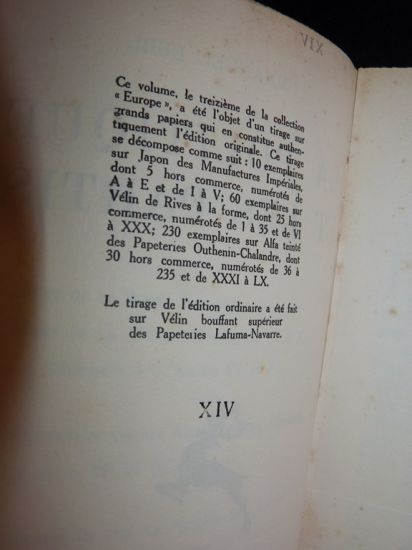 XIV
Ce volume, le treizième de la collection
« Europe », a été l'objet d'un tirage sur
grands papiers qui en constitue authen-
tiquement l'édition originale. Ce tirage
se décompose comme suit : 10 exemplaires
sur Japon des Manufactures Impériales,
dont 5 hors commerce, numérotés de
A à E et de I à V; 60 exemplaires sur
Vélin de Rives à la forme, dont 25 hors
commerce, numérotés de 1 à 35 et de VI
à XXX; 230 exemplaires sur Alfa teinté
des Papeteries Outhenin-Chalandre, dont
30 hors commerce, numérotés de 36 à
235 et de XXXI à LX.
Le tirage de l'édition ordinaire a été fait
sur Vélin bouffant supérieur
des Papeteries Lafuma-Navarre.
XIV